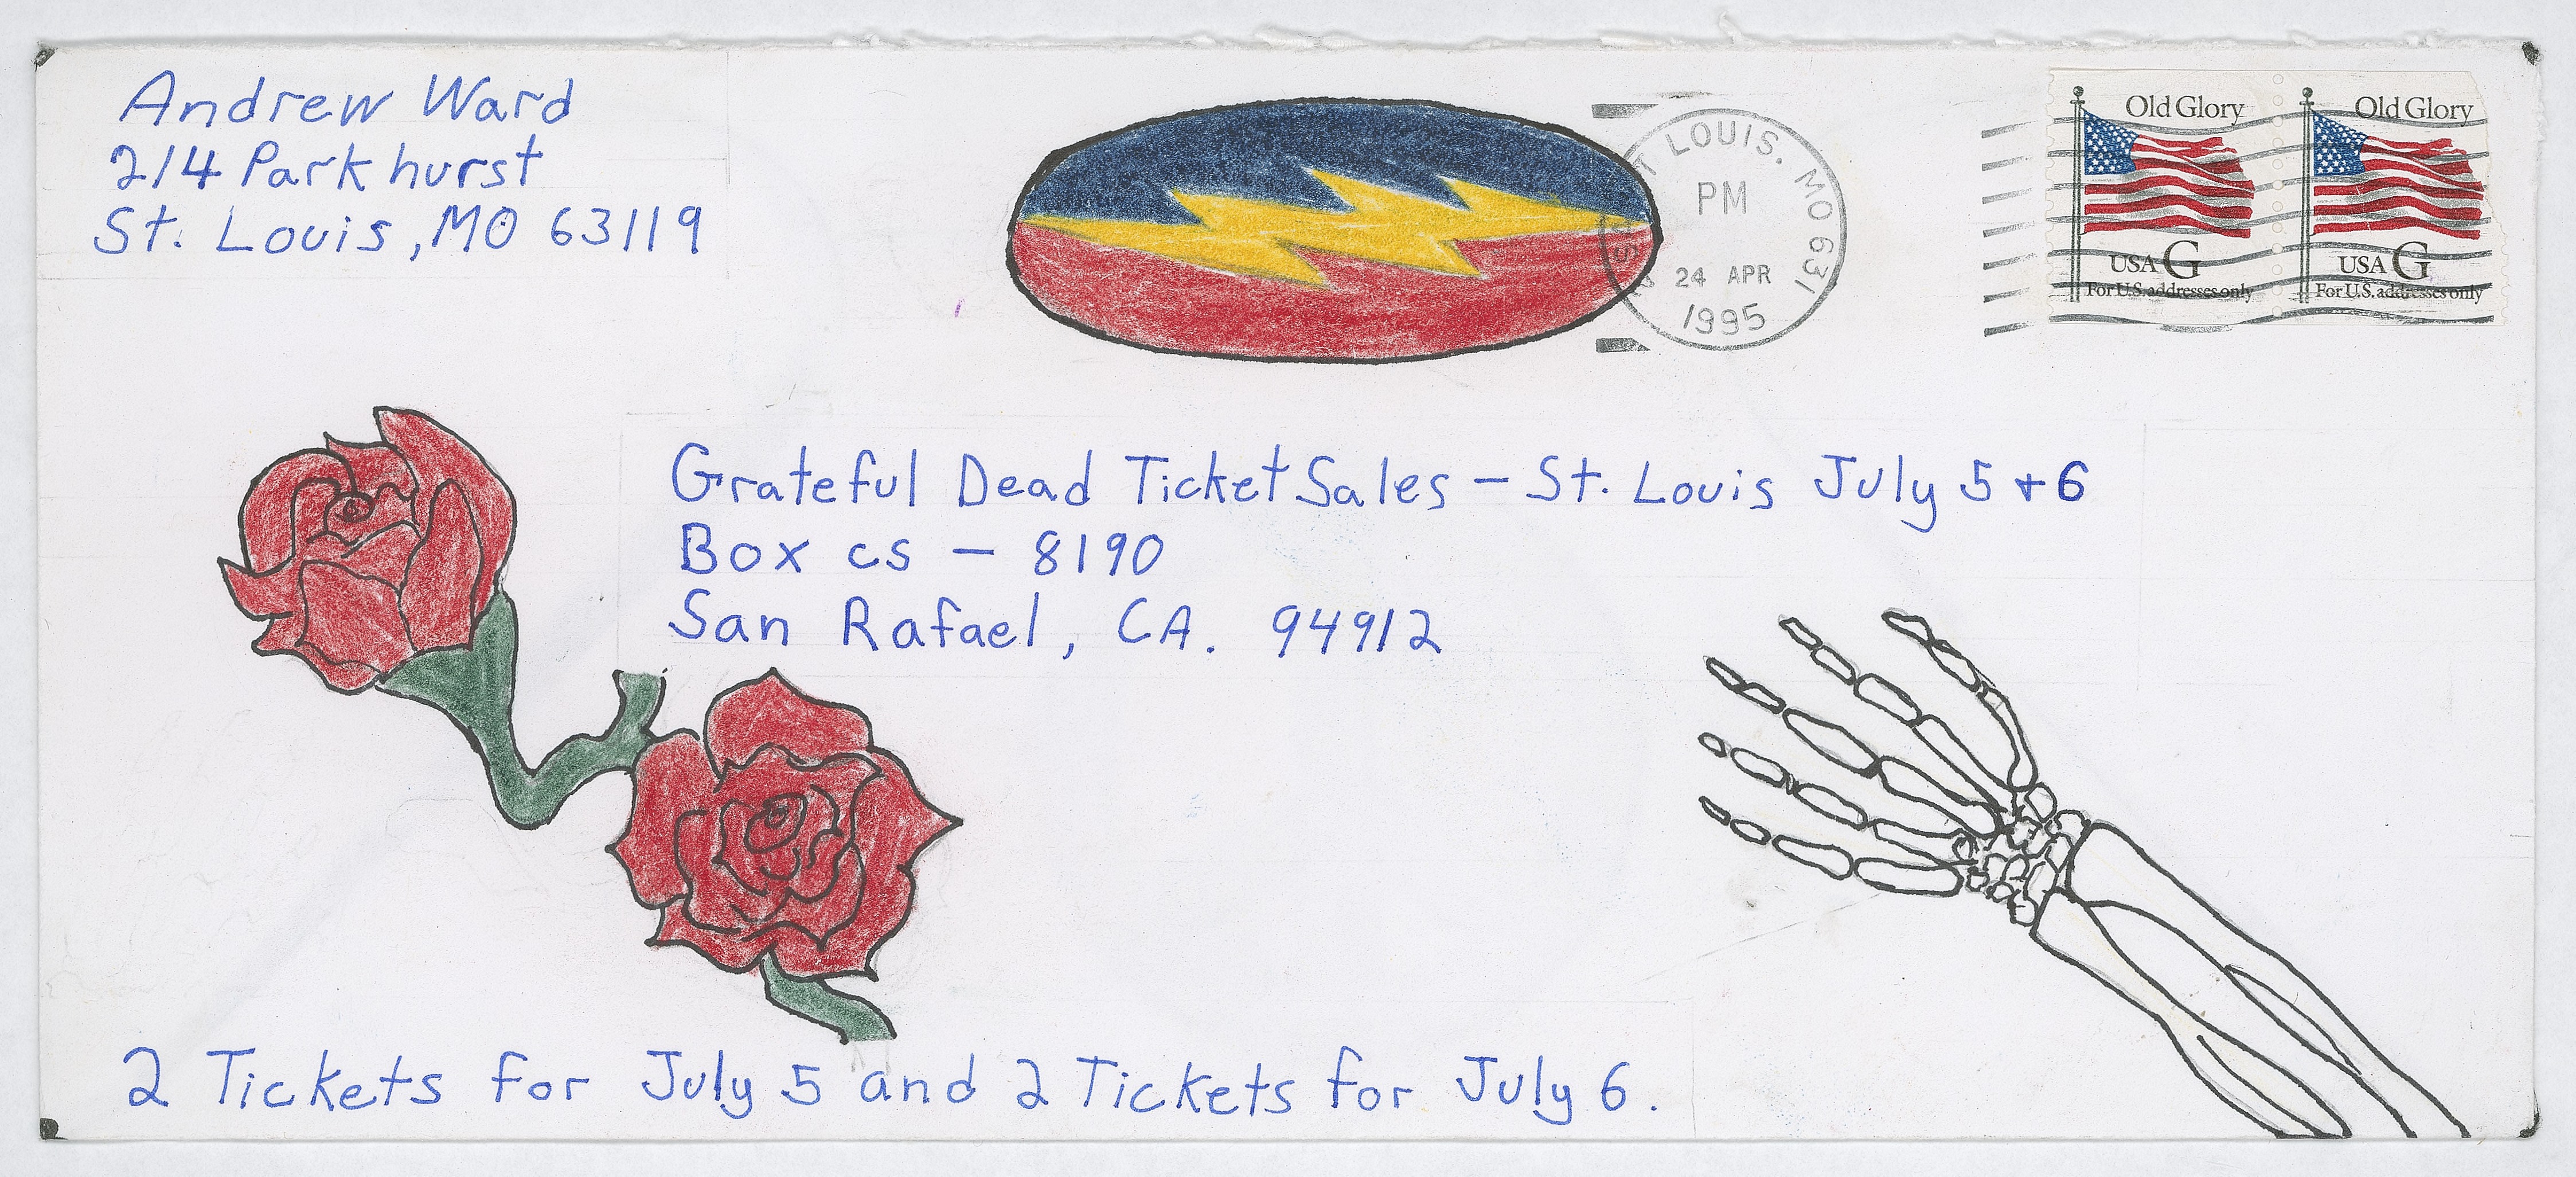 Andrew Ward
214 Parkhurst
St. Louis, MO 63119
T LOUIS. MO 631
PM
24 APR
1995
Old Glory
USA G
For U.S. addresses only
Old Glory
USA G
For U.S. addresses only
Grateful Dead Ticket Sales - St. Louis July 5 + 6
Box cs - 8190
San Rafael, CA. 94912
2 Tickets for July 5 and 2 Tickets for July 6.